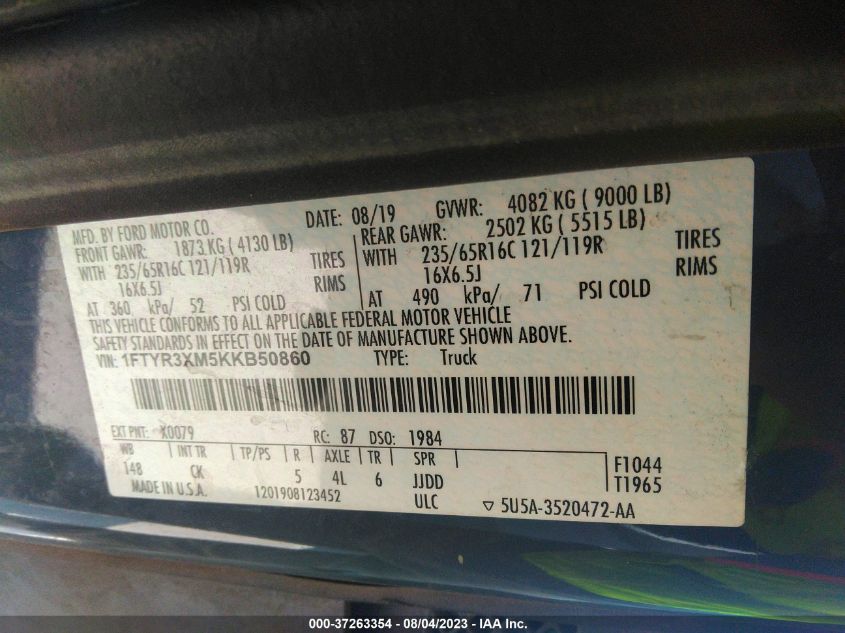 MFD. BY FORD MOTOR CO.
DATE: 08/19 GVWR: 4082 KG ( 9000 LB)
FRONT GAWR: 1873 KG ( 4130 LB)
REAR GAWR: 2502 KG ( 5515 LB)
WITH 235/65R16C 121/119R TIRES
WITH 235/65R16C 121/119R TIRES
16X6.5J RIMS
16X6.5J RIMS
AT 360 kPa/ 52 PSI COLD
AT 490 kPa/ 71 PSI COLD
THIS VEHICLE CONFORMS TO ALL APPLICABLE FEDERAL MOTOR VEHICLE
SAFETY STANDARDS IN EFFECT ON THE DATE OF MANUFACTURE SHOWN ABOVE.
VIN: 1FTYR3XM5KKB50860 TYPE: Truck
EXT PNT: X0079 RC: 87 DSO: 1984
WB INT TR TP/PS R AXLE TR SPR
148 CK 5 4L 6 JJDD
F1044
T1965
MADE IN U.S.A. 1201908123452 ULC 5U5A-3520472-AA
000-37263354 — 08/04/2023 — IAA Inc.